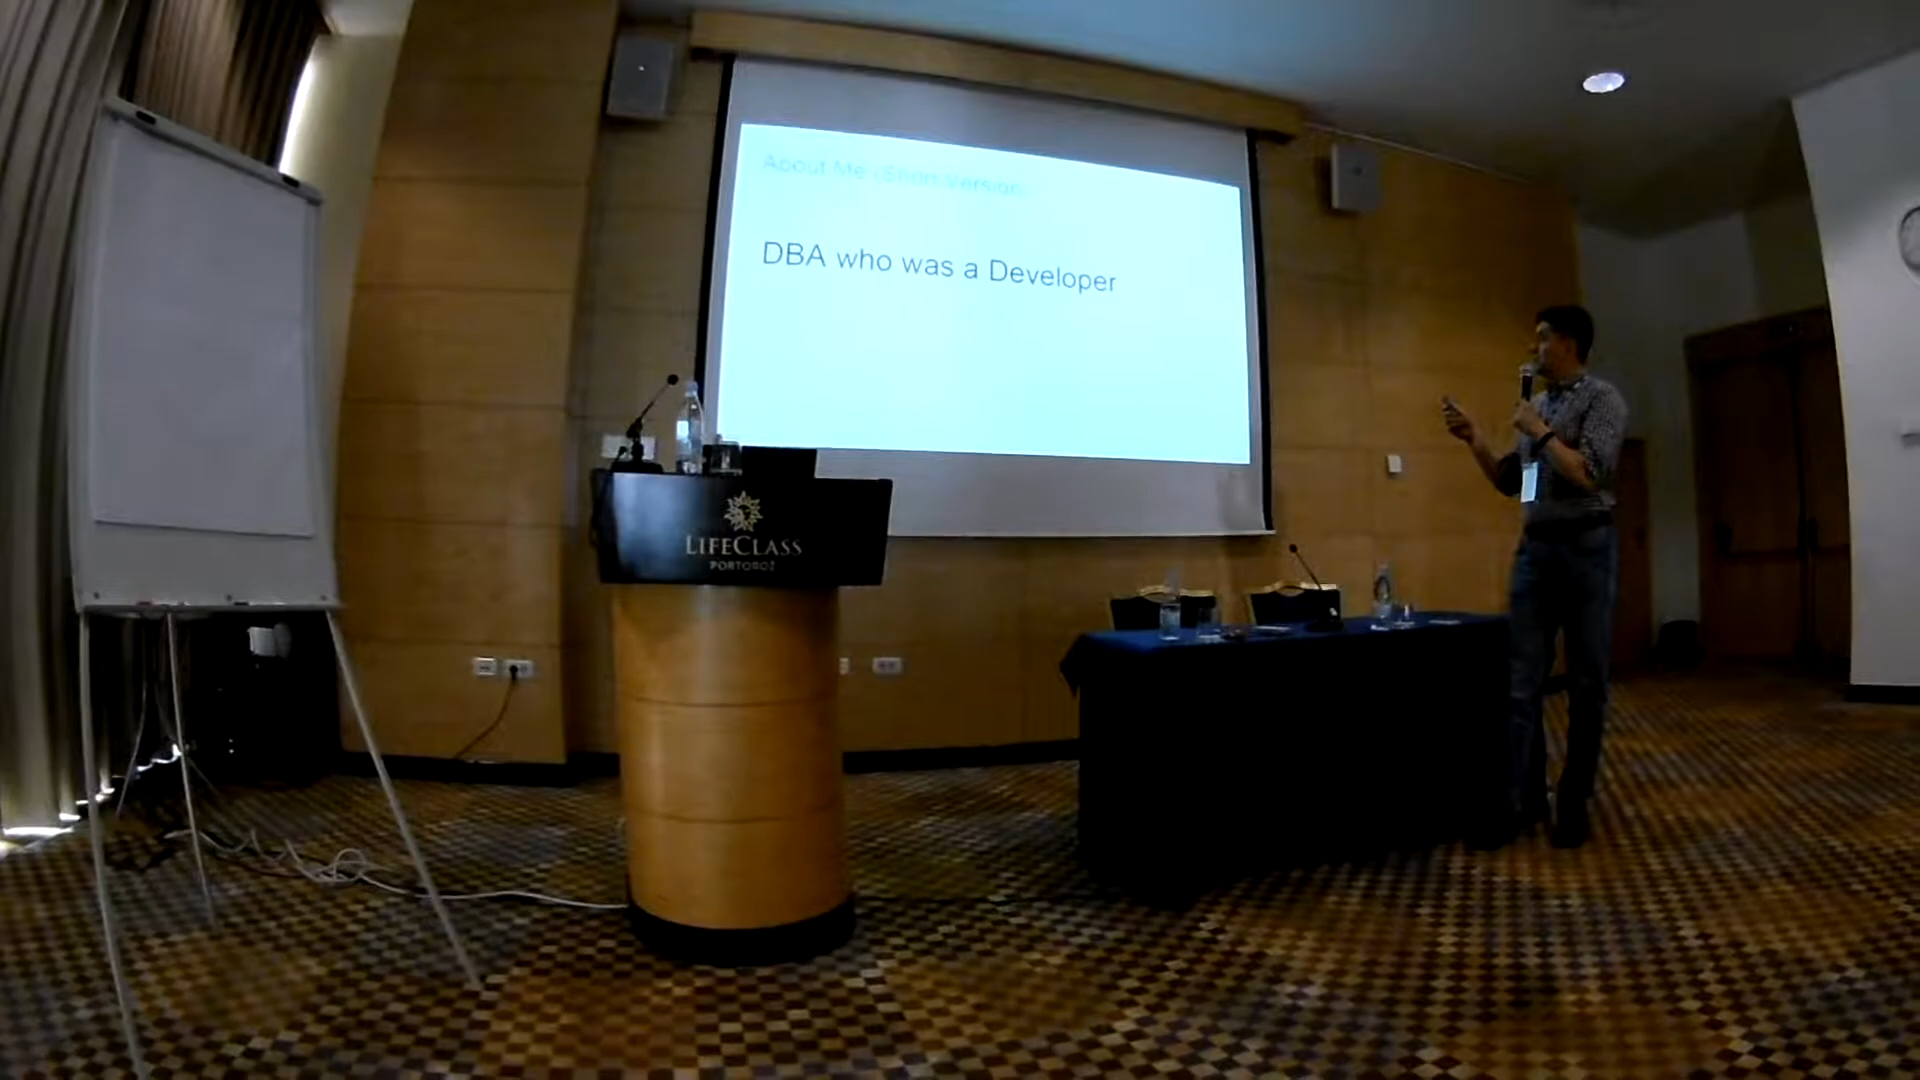 About Me (Short Version)
DBA who was a Developer
LIFECLASS
PORTOROŽ